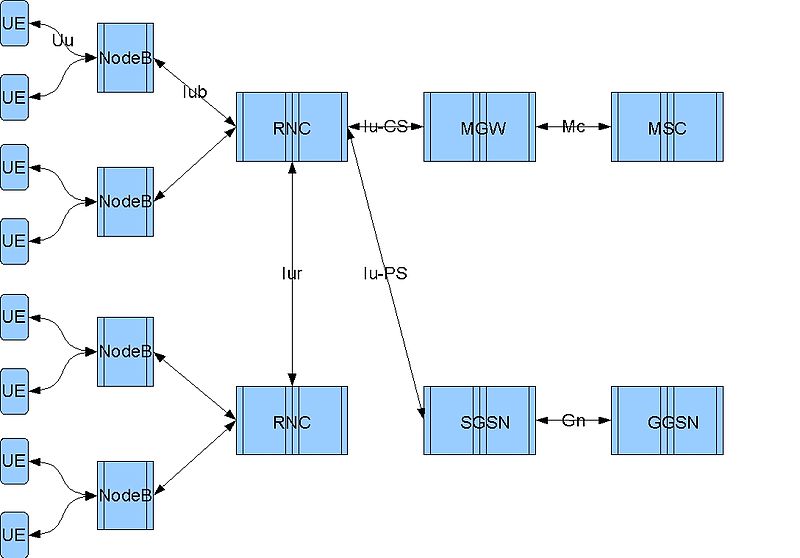 UE
Uu
NodeB
UE
Iub
RNC
Iu-CS
MGW
Mc
MSC
UE
NodeB
UE
Iur
Iu-PS
UE
NodeB
UE
RNC
SGSN
Gn
GGSN
UE
NodeB
UE